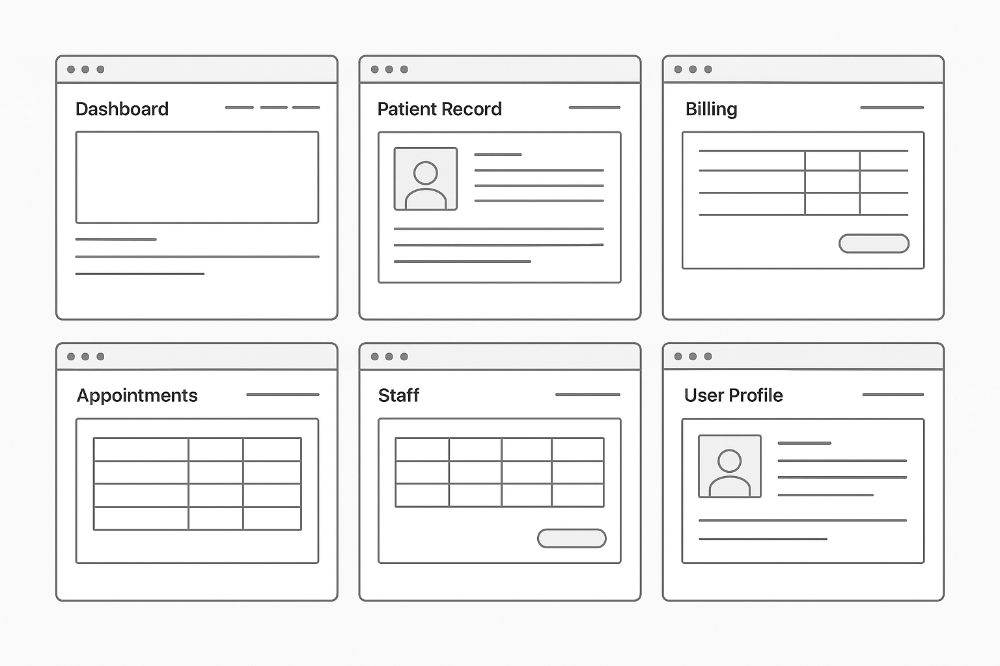 Dashboard
Patient Record
Billing
Appointments
Staff
User Profile